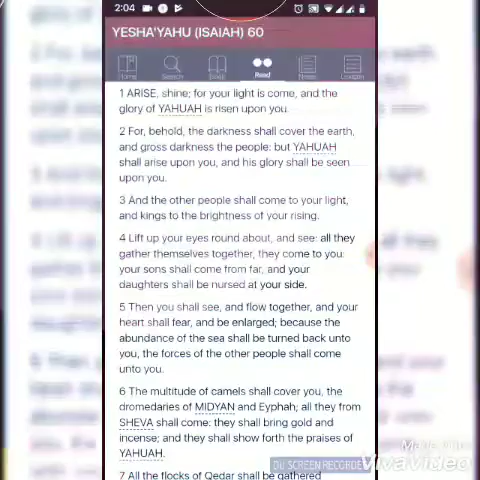 2:04
YESHA'YAHU (ISAIAH) 60
Home
Search
Read
1 ARISE, shine; for your light is come, and the
glory of YAHUAH is risen upon you.
2 For, behold, the darkness shall cover the earth,
and gross darkness the people: but YAHUAH
shall arise upon you, and his glory shall be seen
upon you.
3 And the other people shall come to your light,
and kings to the brightness of your rising.
4 Lift up your eyes round about, and see: all they
gather themselves together, they come to you:
your sons shall come from far, and your
daughters shall be nursed at your side.
5 Then you shall see, and flow together, and your
heart shall fear, and be enlarged; because the
abundance of the sea shall be turned back unto
you, the forces of the other people shall come
unto you.
6 The multitude of camels shall cover you, the
dromedaries of MIDYAN and Eyphah; all they from
SHEVA shall come: they shall bring gold and
incense; and they shall show forth the praises of
YAHUAH.
7 All the flocks of Qedar shall be gathered
DU SCREEN RECORDER
VivaVideo